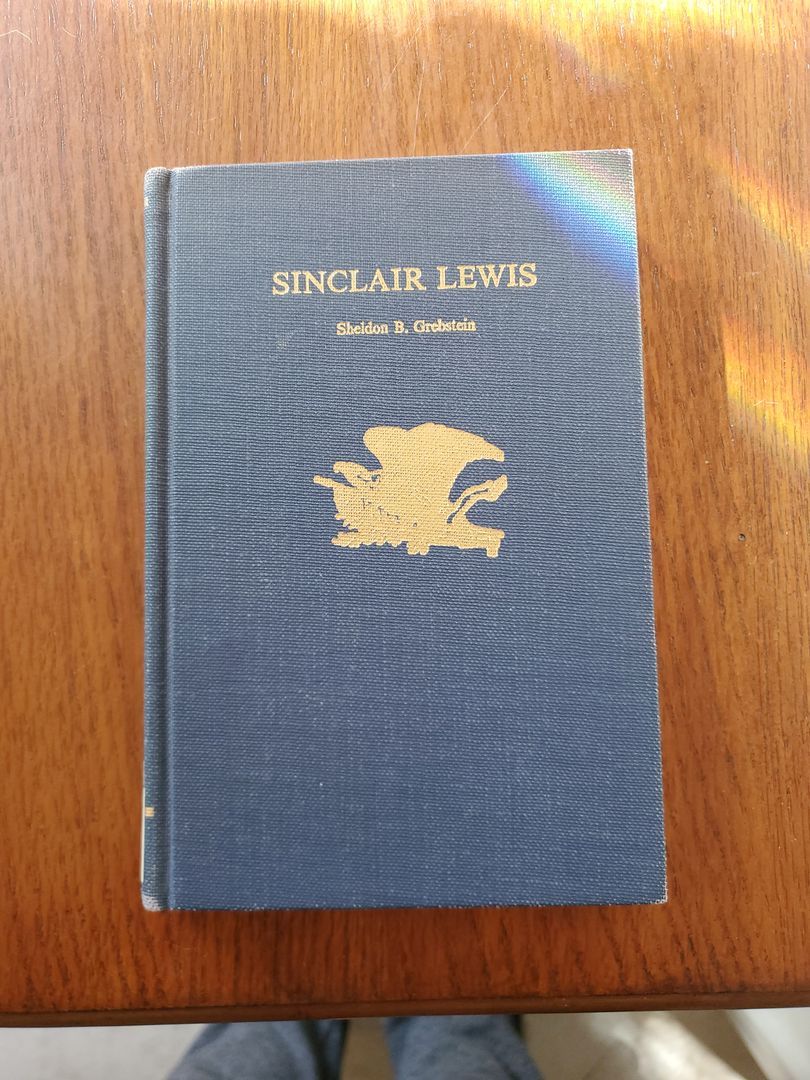 SINCLAIR LEWIS
Sheldon B. Grebstein